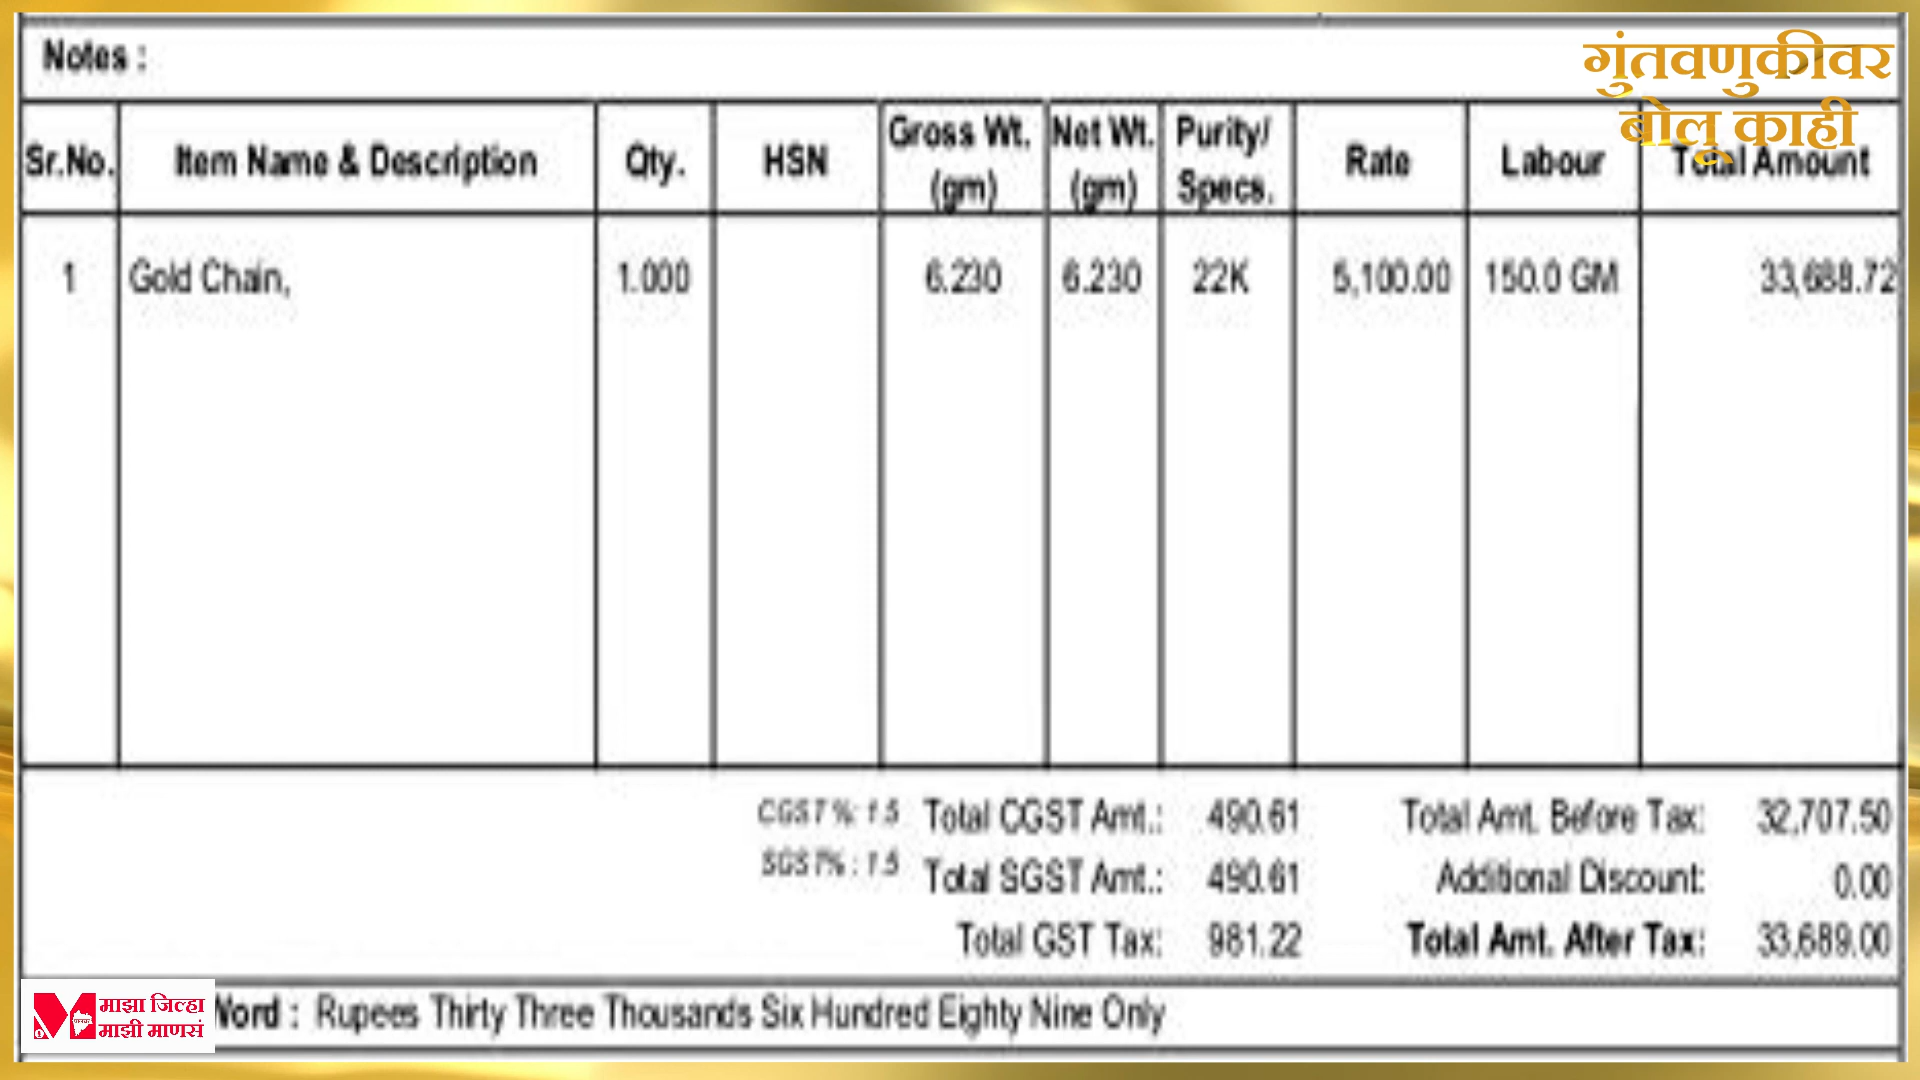 गुंतवणुकीवर
बोलू काही
Notes :
Sr.No. Item Name & Description Qty. HSN Gross Wt. (gm) Net Wt. (gm) Purity/ Specs. Rate Labour Total Amount
1 Gold Chain, 1.000 6.230 6.230 22K 5,100.00 150.0 GM 33,688.72
CGST %: 1.5 Total CGST Amt.: 490.61 Total Amt. Before Tax: 32,707.50
SGST% : 1.5 Total SGST Amt.: 490.61 Additional Discount: 0.00
Total GST Tax: 981.22 Total Amt. After Tax: 33,689.00
Word : Rupees Thirty Three Thousands Six Hundred Eighty Nine Only
माझा जिल्हा
माझी माणसं